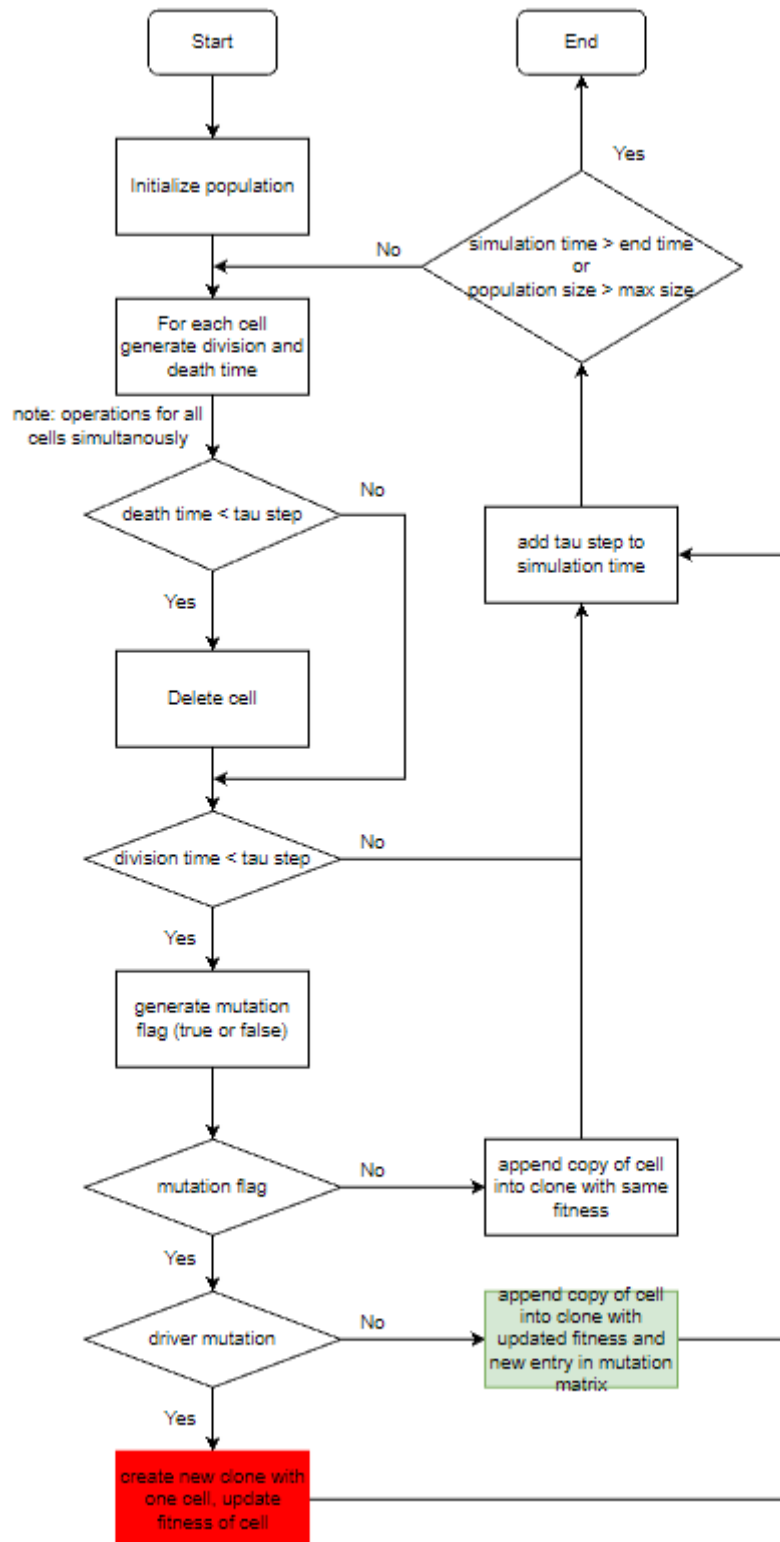 Start
End
Initialize population
Yes
No
simulation time > end time
or
population size > max size
For each cell
generate division and
death time
note: operations for all
cells simultanously
death time < tau step
No
add tau step to
simulation time
Yes
Delete cell
division time < tau step
No
Yes
generate mutation
flag (true or false)
mutation flag
No
append copy of cell
into clone with same
fitness
Yes
driver mutation
No
append copy of cell
into clone with
updated fitness and
new entry in mutation
matrix
Yes
create new clone with
one cell, update
fitness of cell